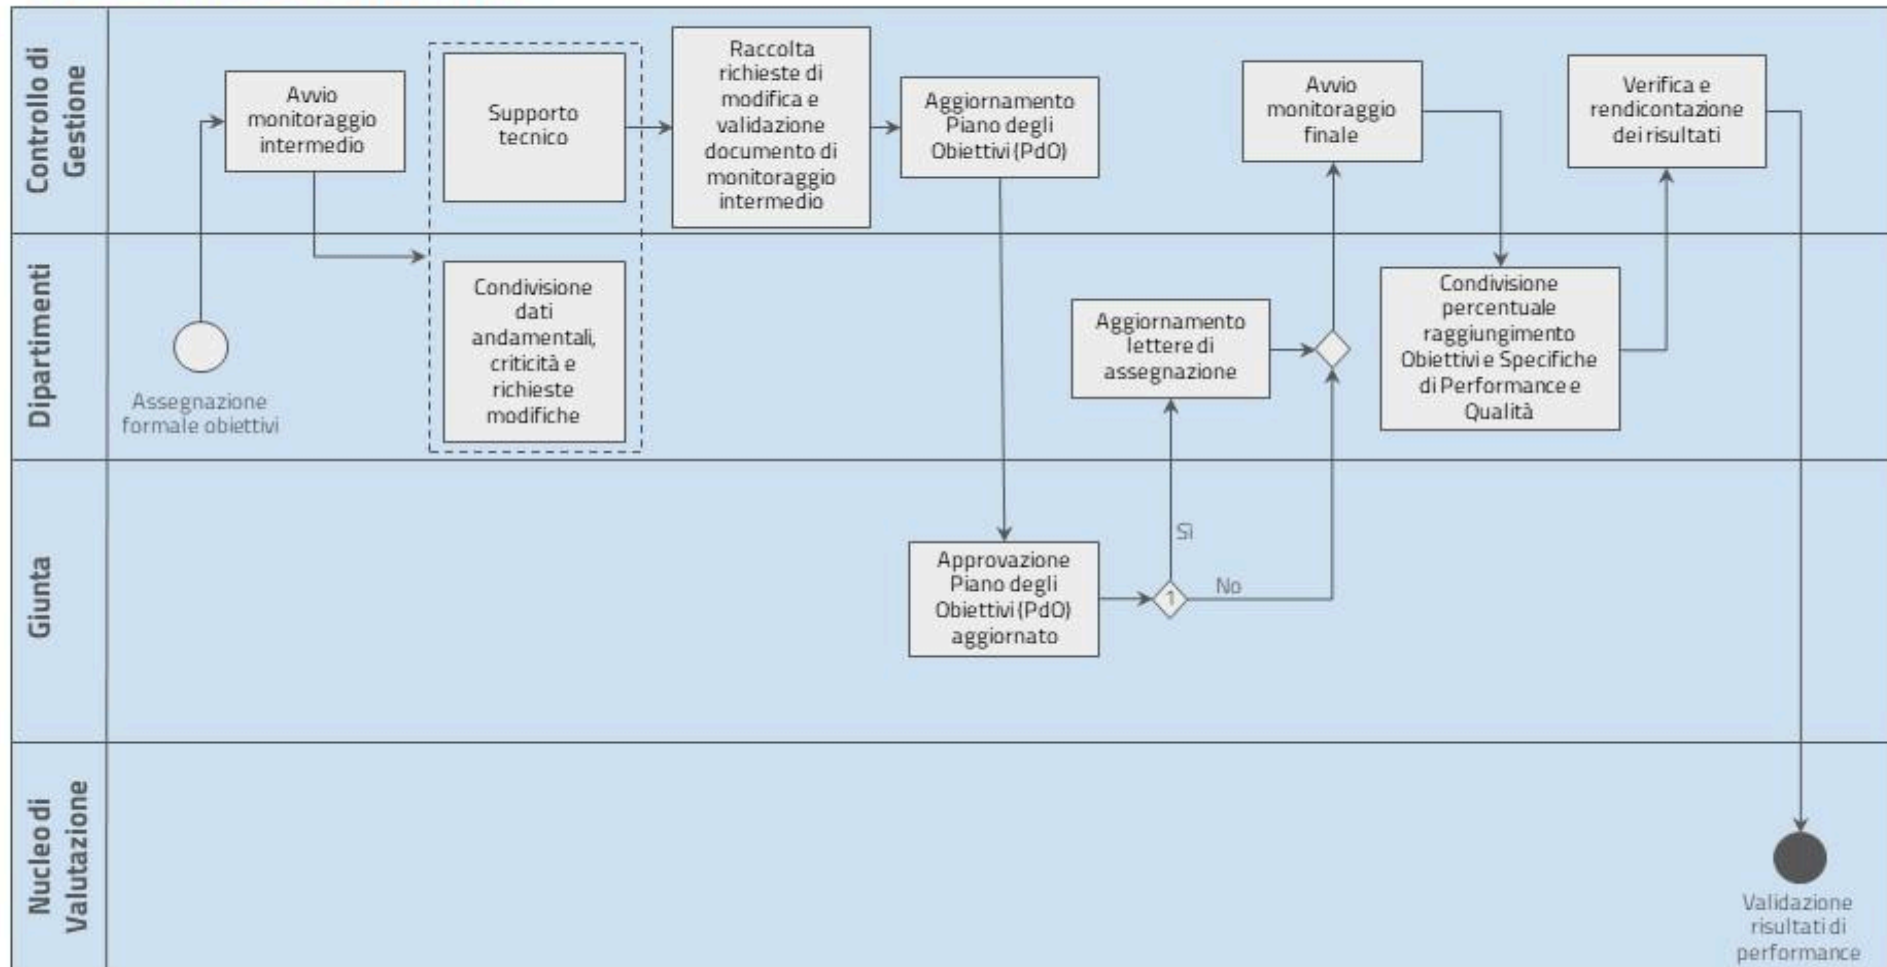 Controllo di
Gestione
Avvio
monitoraggio
intermedio
Supporto
tecnico
Raccolta
richieste di
modifica e
validazione
documento di
monitoraggio
intermedio
Aggiornamento
Piano degli
Obiettivi (PdO)
Avvio
monitoraggio
finale
Verifica e
rendicontazione
dei risultati
Dipartimenti
Assegnazione
formale obiettivi
Condivisione
dati
andamentali,
criticità e
richieste
modifiche
Aggiornamento
lettere di
assegnazione
Condivisione
percentuale
raggiungimento
Obiettivi e Specifiche
di Performance e
Qualità
Giunta
Approvazione
Piano degli
Obiettivi (PdO)
aggiornato
1
Sì
No
Nucleo di
Valutazione
Validazione
risultati di
performance